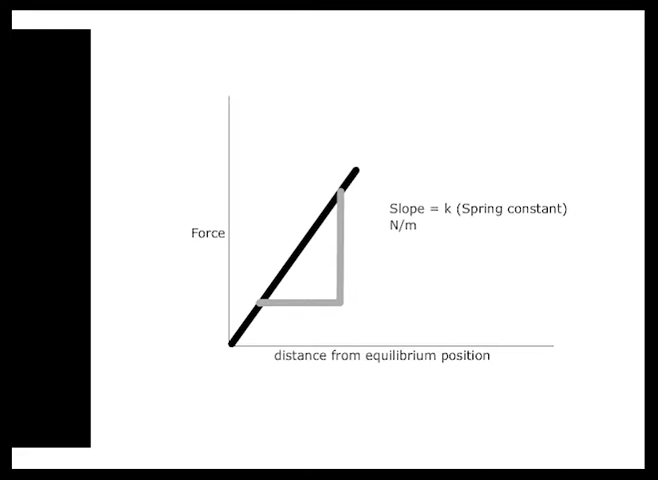 Slope = k (Spring constant)
N/m
Force
distance from equilibrium position